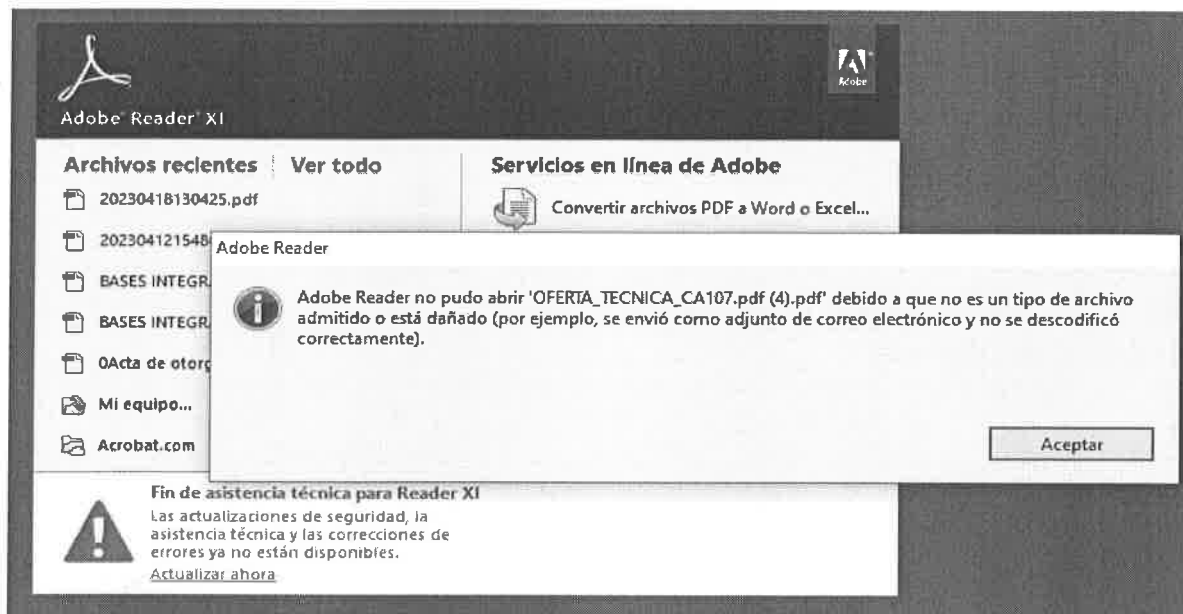 Adobe
Adobe Reader XI
Archivos recientes Ver todo
20230418130425.pdf
BASES INTEGR
BASES INTEGR
0Acta de otorg
Mi equipo...
Acrobat.com
Servicios en línea de Adobe
Convertir archivos PDF a Word o Excel...
Adobe Reader
Adobe Reader no pudo abrir 'OFERTA_TECNICA_CA107.pdf (4).pdf' debido a que no es un tipo de archivo
admitido o está dañado (por ejemplo, se envió como adjunto de correo electrónico y no se descodificó
correctamente).
Aceptar
Fin de asistencia técnica para Reader XI
Las actualizaciones de seguridad, la
asistencia técnica y las correcciones de
errores ya no están disponibles.
Actualizar ahora